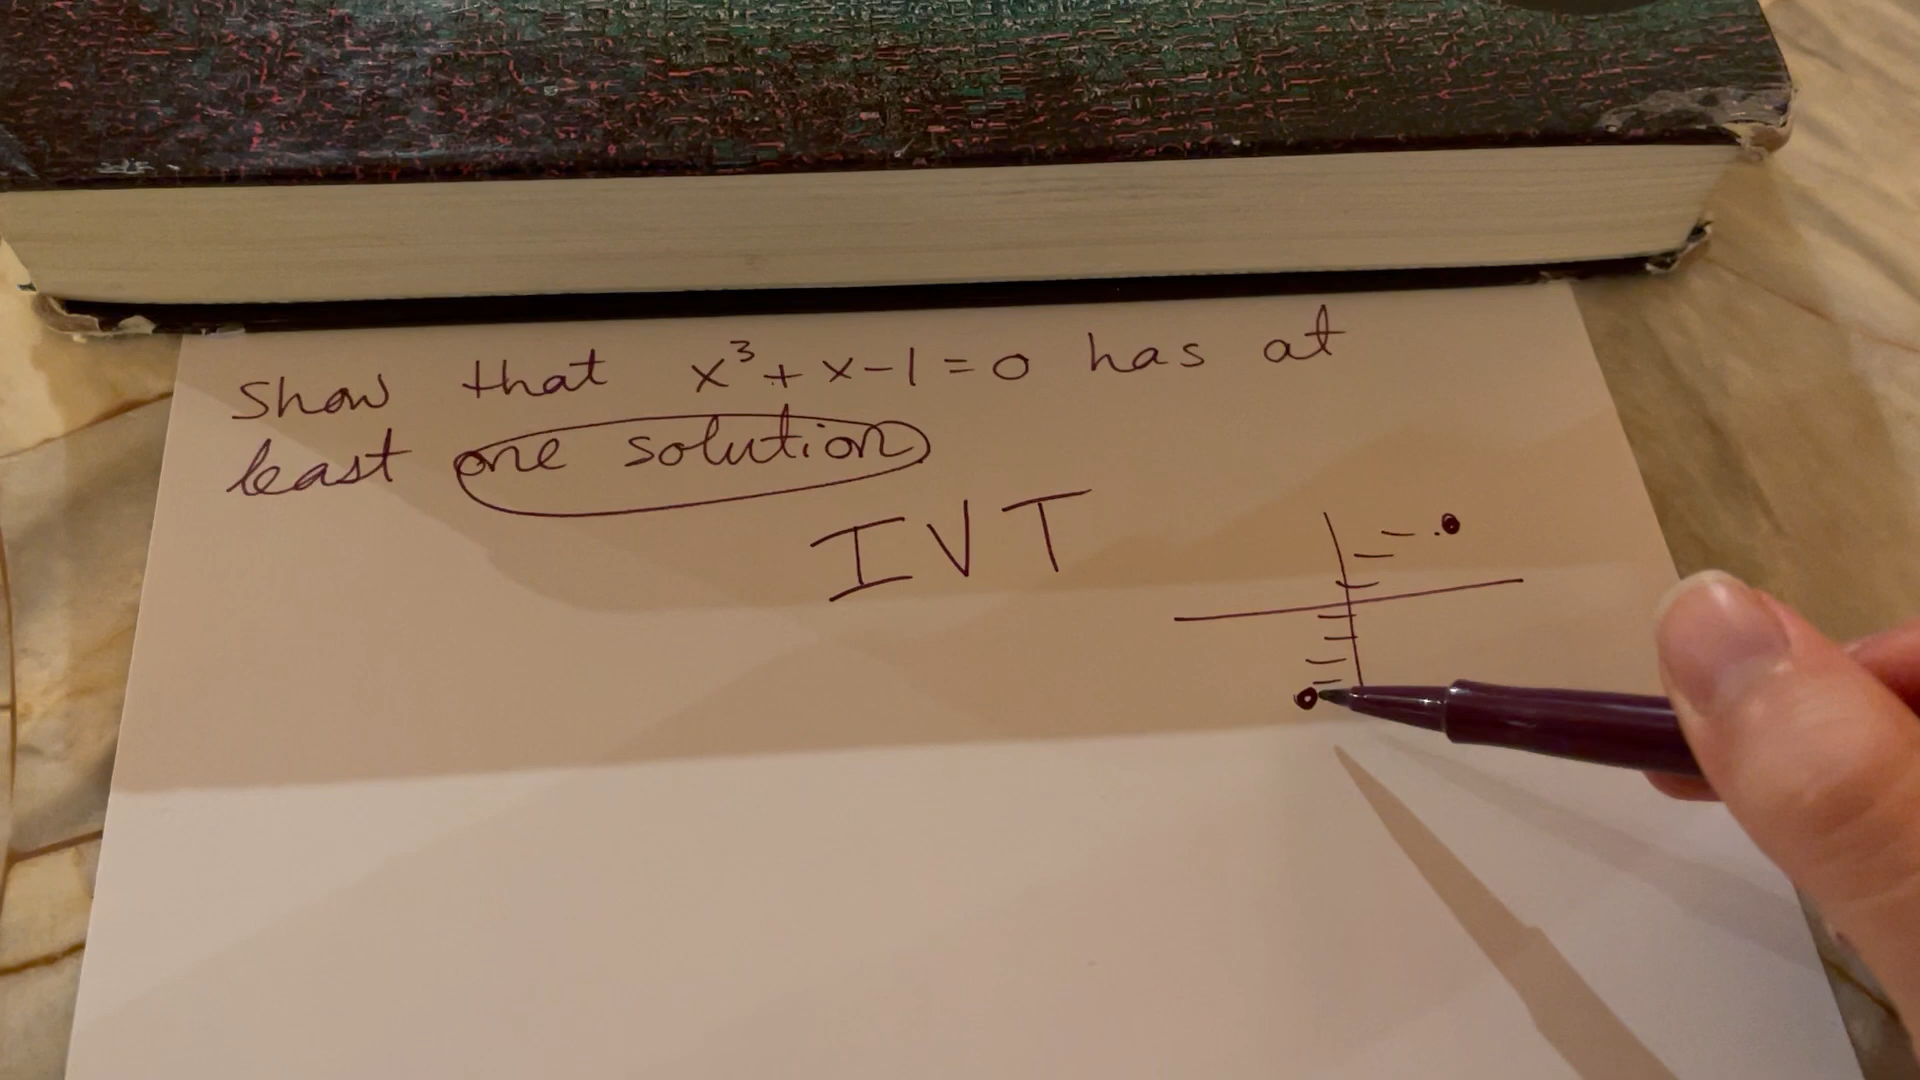 Show that x³ + x - 1 = 0 has at
least one solution
IVT